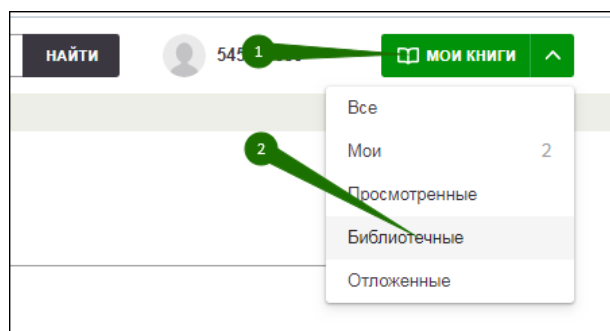 НАЙТИ
545
1
МОИ КНИГИ
Все
2
Мои 2
Просмотренные
Библиотечные
Отложенные